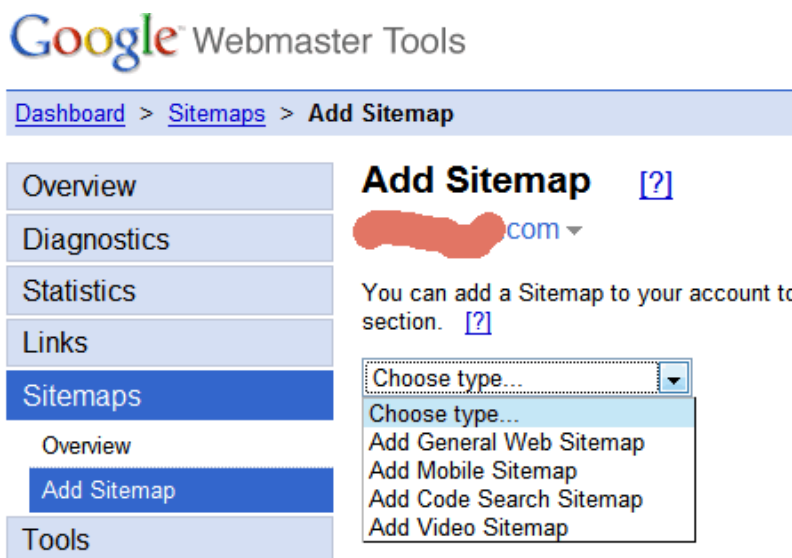 Google Webmaster Tools
Dashboard > Sitemaps > Add Sitemap
Overview
Diagnostics
Statistics
Links
Sitemaps
Overview
Add Sitemap
Tools
Add Sitemap [?]
com
You can add a Sitemap to your account to
section. [?]
Choose type...
Choose type...
Add General Web Sitemap
Add Mobile Sitemap
Add Code Search Sitemap
Add Video Sitemap